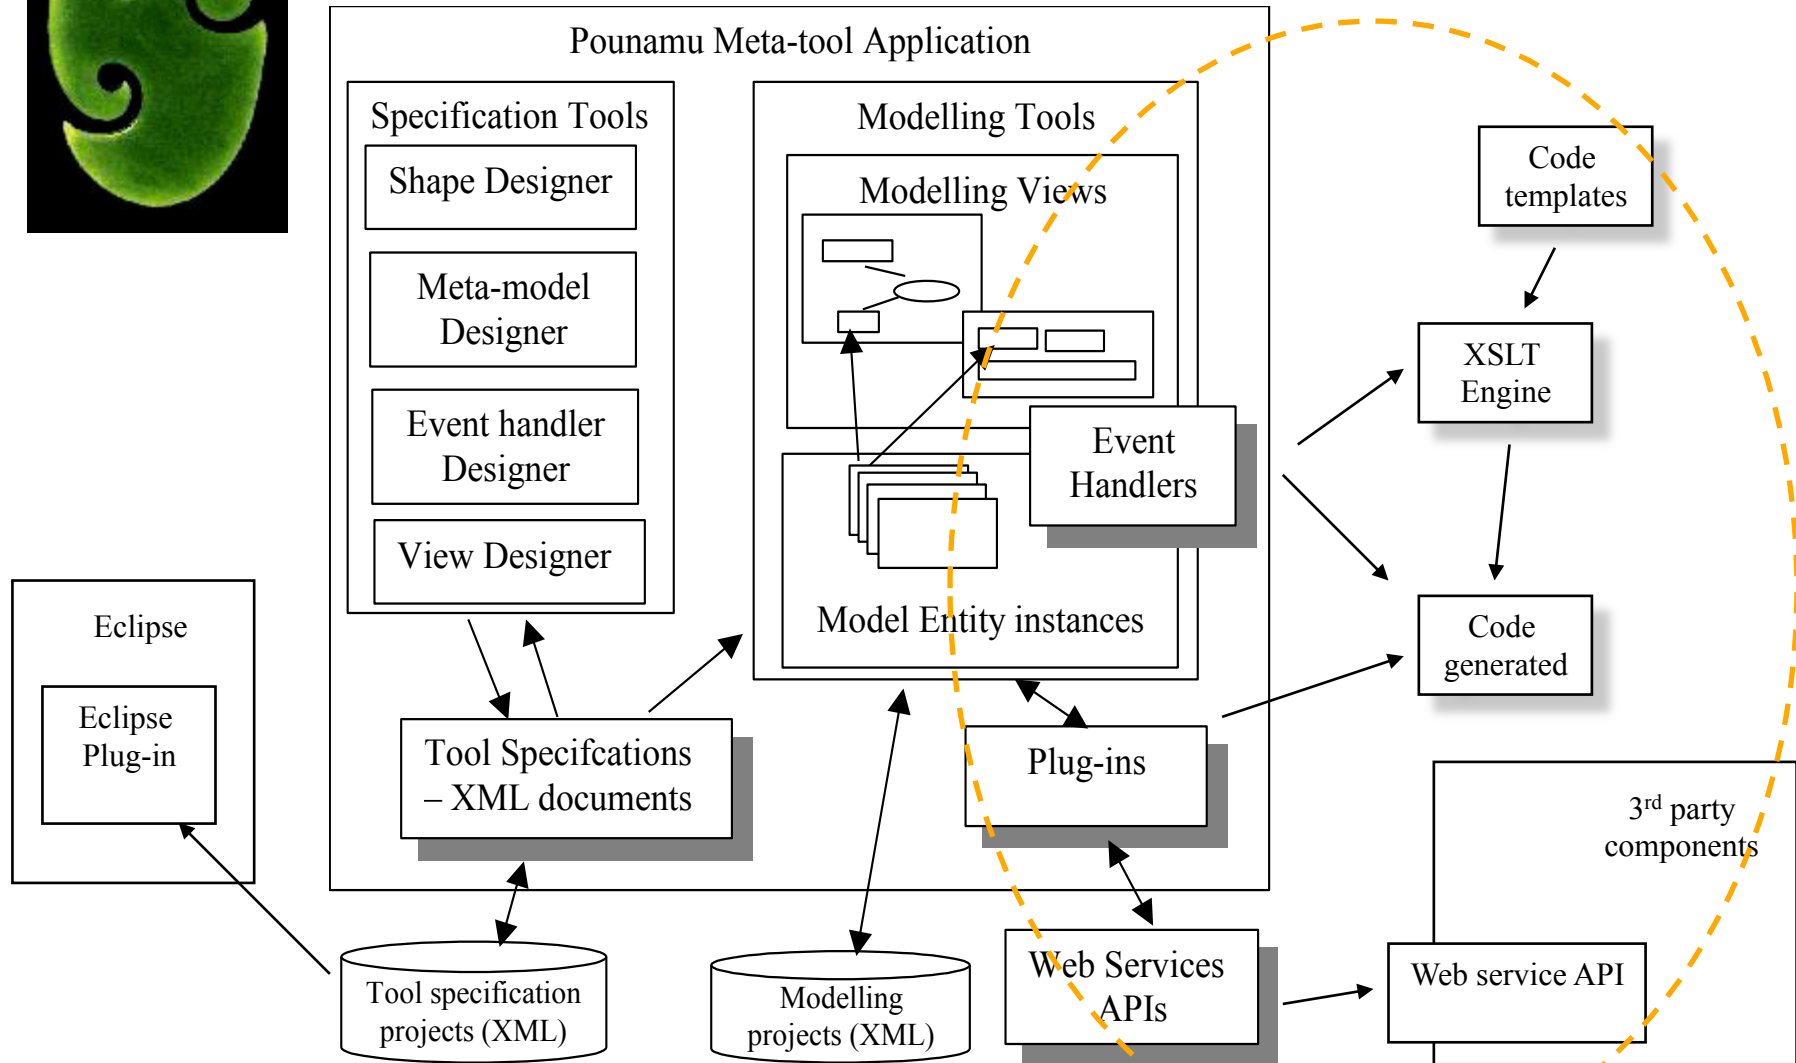 Pounamu Meta-tool Application
Specification Tools
Shape Designer
Meta-model
Designer
Event handler
Designer
View Designer
Modelling Tools
Modelling Views
Event
Handlers
Model Entity instances
Code
templates
XSLT
Engine
Code
generated
Eclipse
Eclipse
Plug-in
Tool Specifcations
– XML documents
Plug-ins
3rd party
components
Tool specification
projects (XML)
Modelling
projects (XML)
Web Services
APIs
Web service API